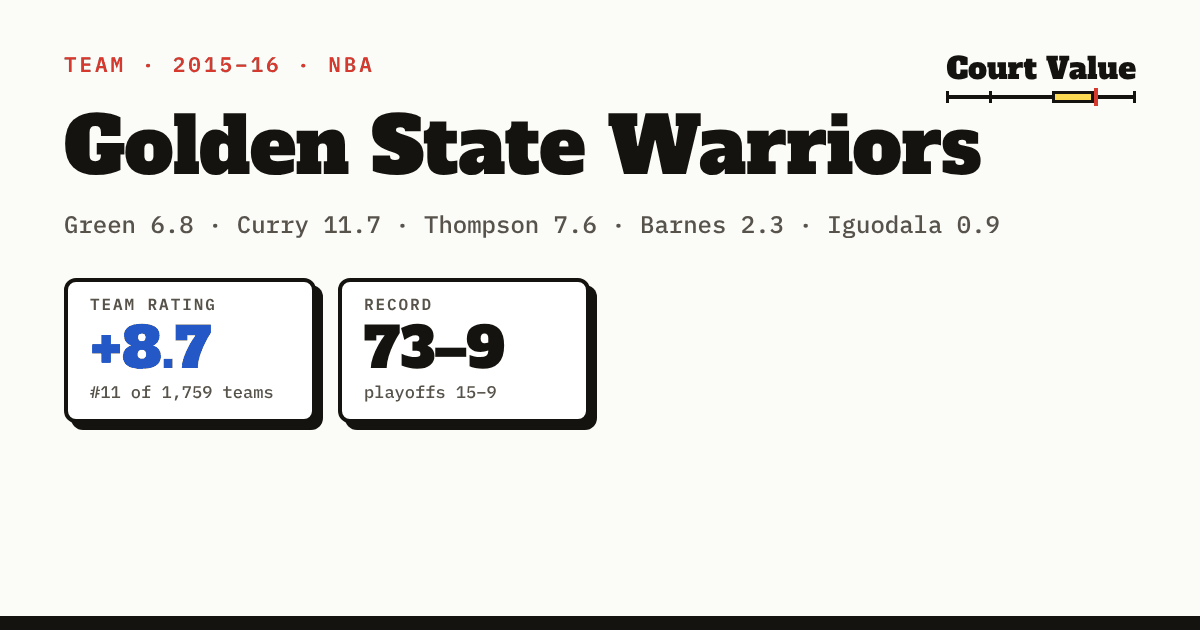 TEAM · 2015–16 · NBA
Court Value
Golden State Warriors
Green 6.8 · Curry 11.7 · Thompson 7.6 · Barnes 2.3 · Iguodala 0.9
TEAM RATING
+8.7
#11 of 1,759 teams
RECORD
73–9
playoffs 15–9